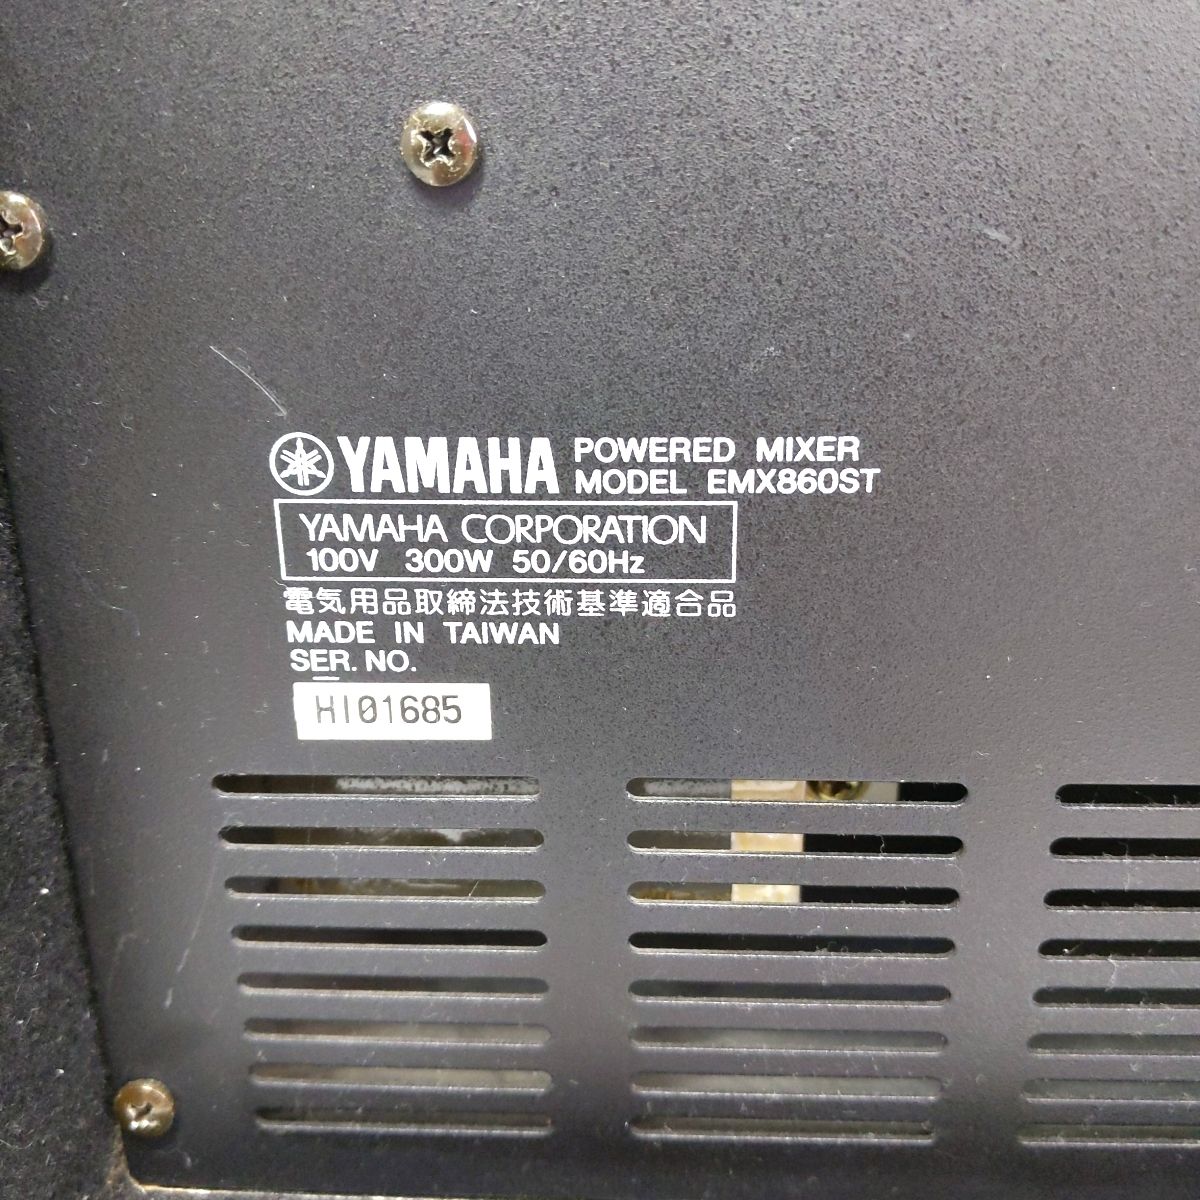 YAMAHA POWERED MIXER
MODEL EMX860ST
YAMAHA CORPORATION
100V 300W 50/60Hz
電気用品取締法技術基準適合品
MADE IN TAIWAN
SER. NO.
HI01685